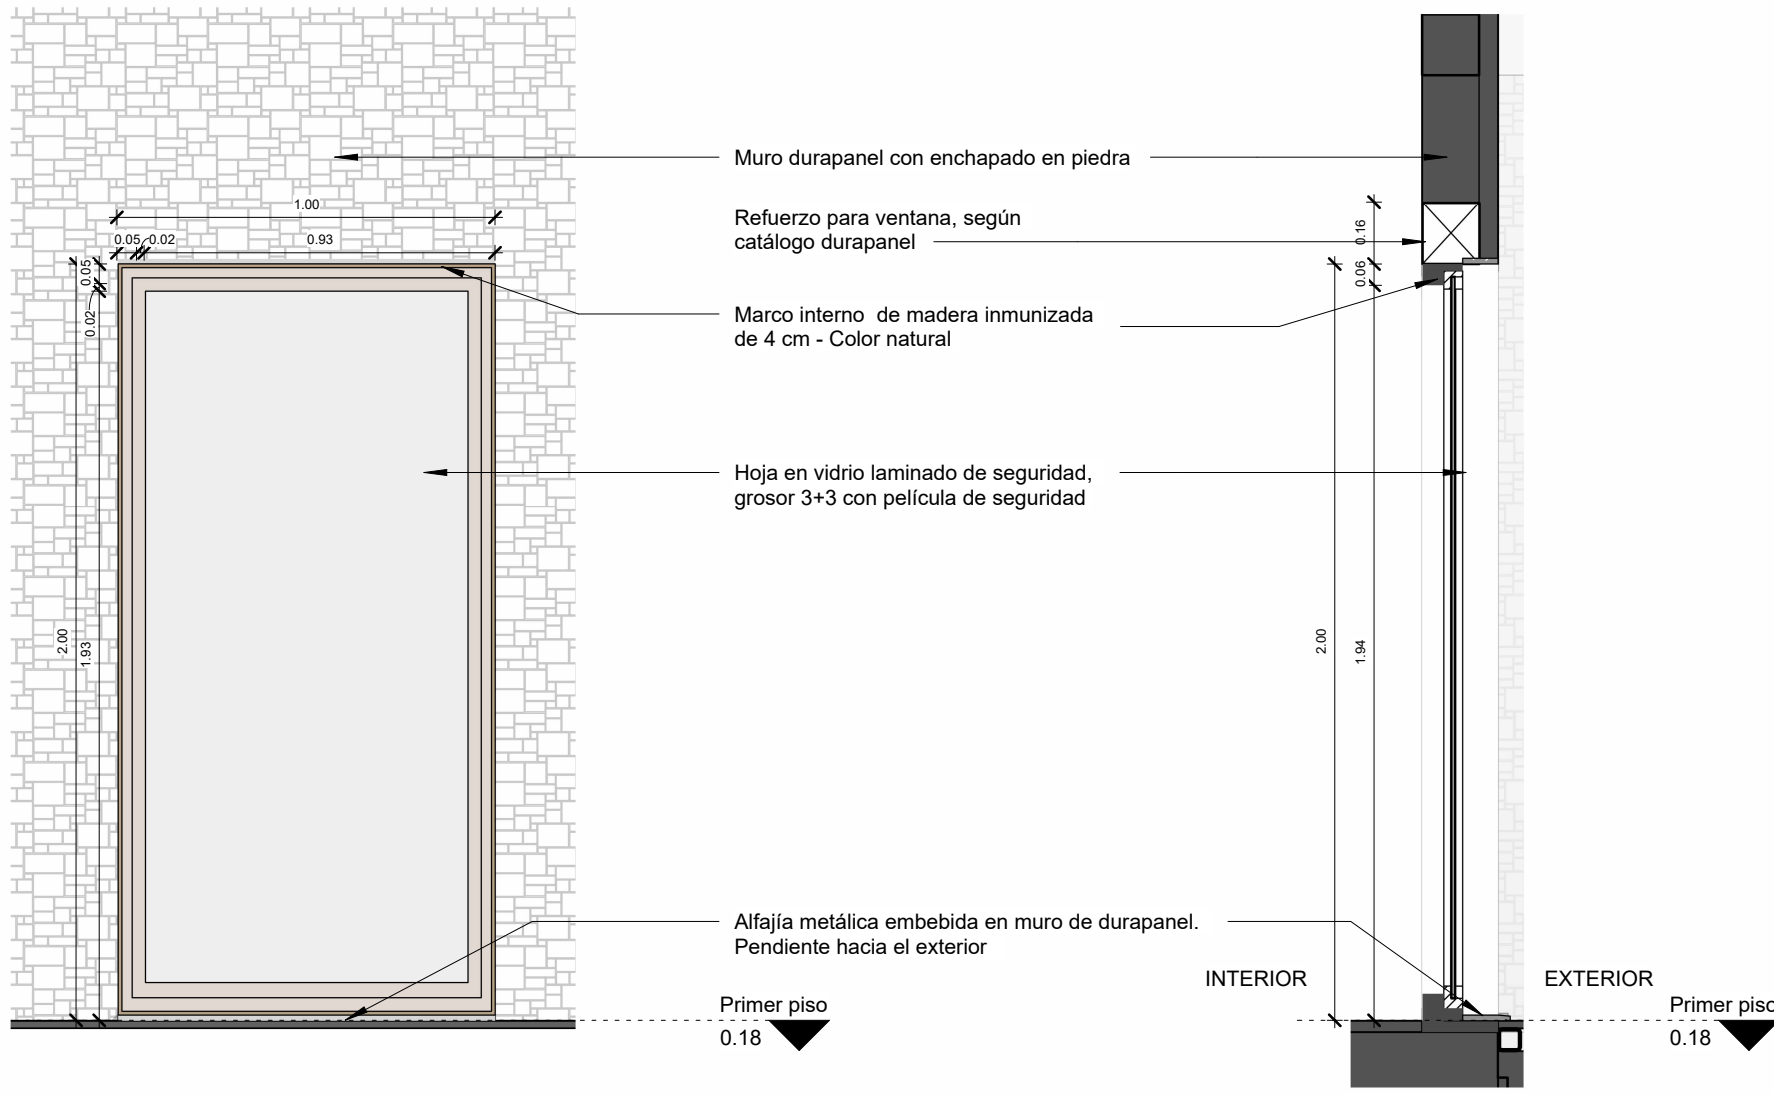 Muro durapanel con enchapado en piedra
1.00
Refuerzo para ventana, según
catálogo durapanel
0.05
0.02
0.93
0.16
0.05
0.06
0.02
Marco interno de madera inmunizada
de 4 cm - Color natural
Hoja en vidrio laminado de seguridad,
grosor 3+3 con película de seguridad
2.00
1.93
2.00
1.94
Alfajía metálica embebida en muro de durapanel.
Pendiente hacia el exterior
INTERIOR
EXTERIOR
Primer piso
0.18
Primer piso
0.18